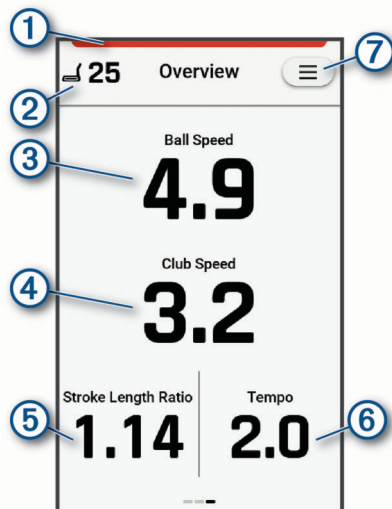 1
2
25 Overview
7
Ball Speed
3
4.9
Club Speed
4
3.2
Stroke Length Ratio Tempo
5
1.14 2.0
6